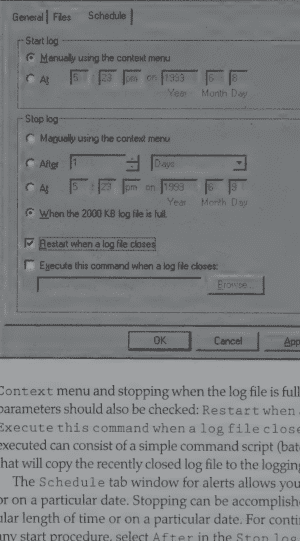 General Files Schedule
Start log
Manually using the context menu
At 5 : 23 pm on 1999 6 8
Year Month Day
Stop log
Manually using the context menu
After 1 Days
At 5 : 23 pm on 1999 6 9
Year Month Day
When the 2000 KB log file is full.
Restart when a log file closes
Execute this command when a log file closes:
Browse...
OK Cancel App
Context menu and stopping when the log file is full
parameters should also be checked: Restart when a
Execute this command when a log file close
executed can consist of a simple command script (bat
that will copy the recently closed log file to the logging
The Schedule tab window for alerts allows you
or on a particular date. Stopping can be accomplish
ular length of time or on a particular date. For conti
any start procedure, select After in the Stop log